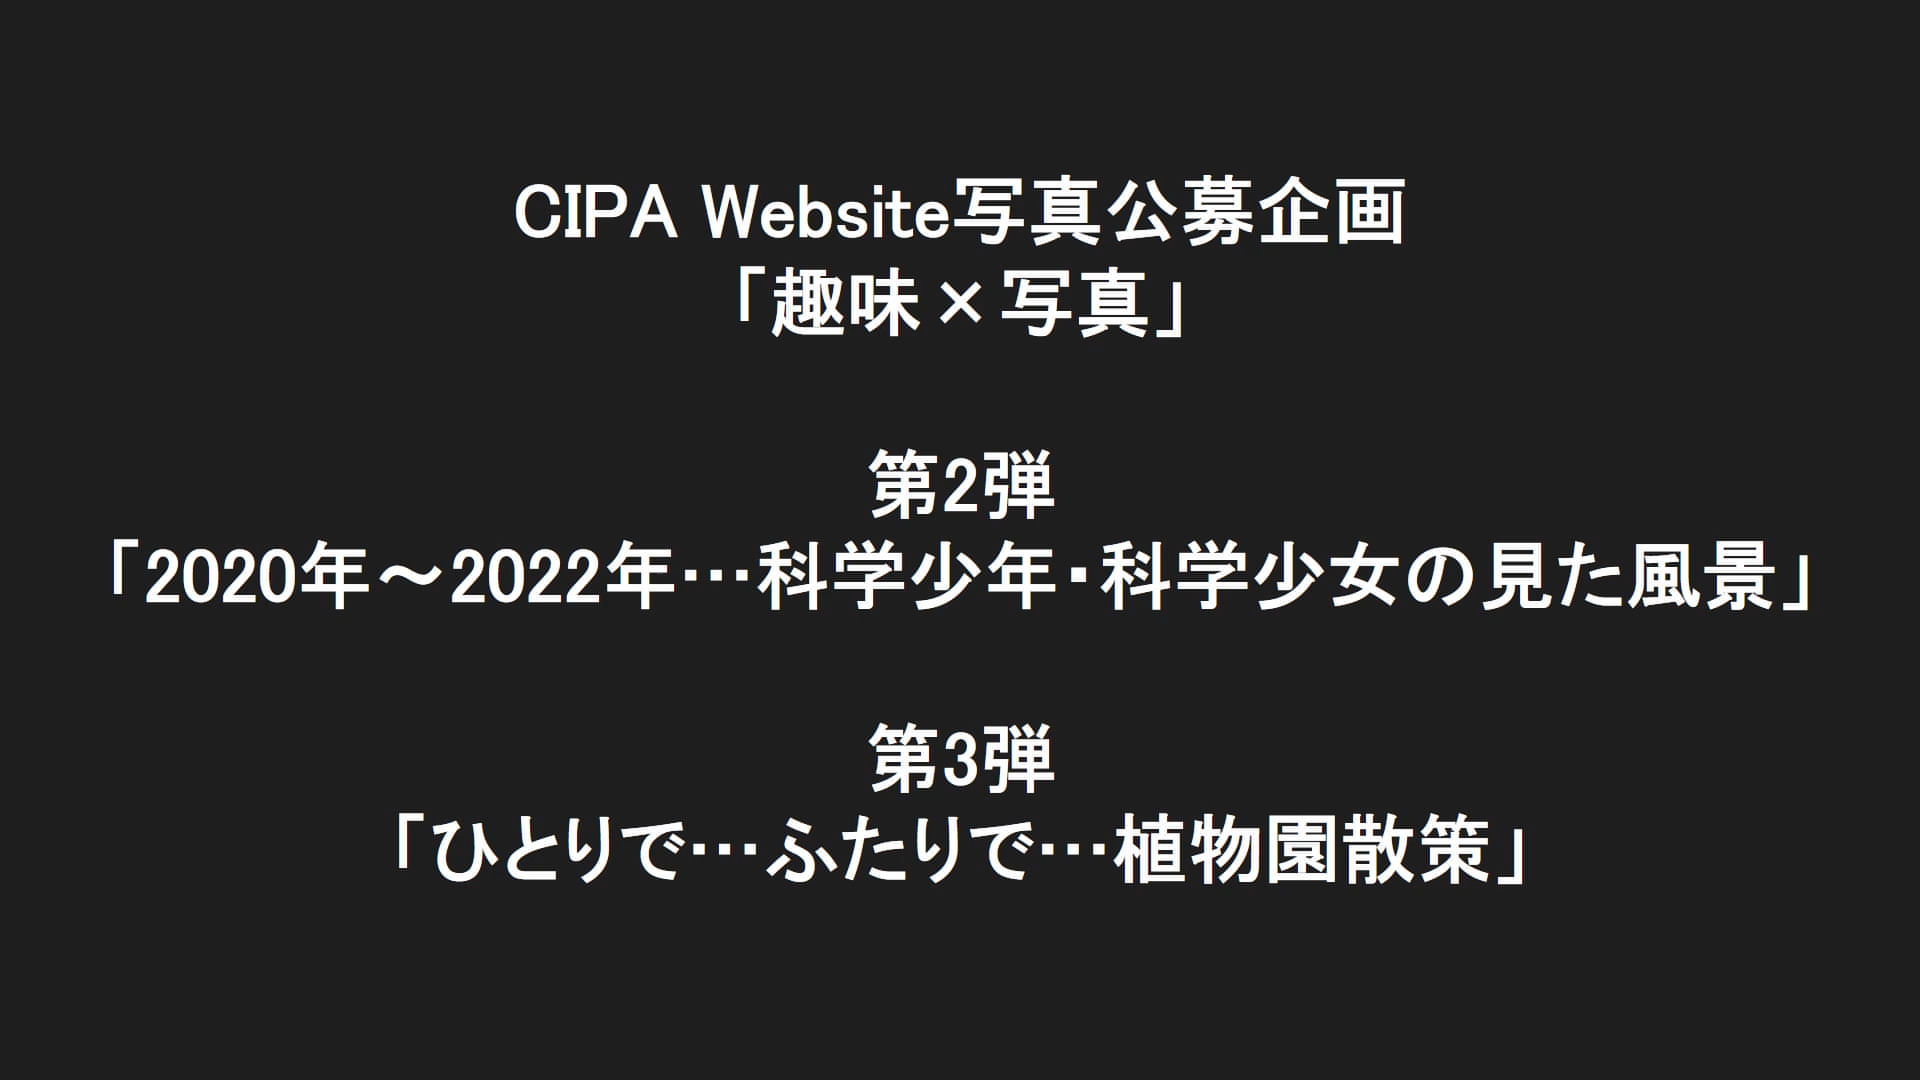 CIPA Website写真公募企画
「趣味×写真」
第2弾
「2020年～2022年…科学少年・科学少女の見た風景」
第3弾
「ひとりで…ふたりで…植物園散策」